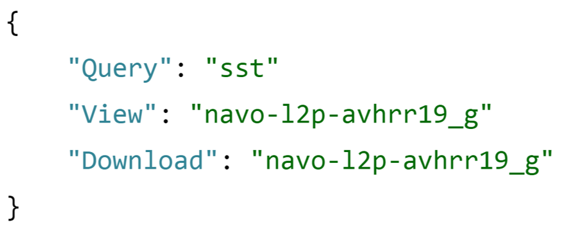 {
"Query": "sst"
"View": "navo-l2p-avhrr19_g"
"Download": "navo-l2p-avhrr19_g"
}